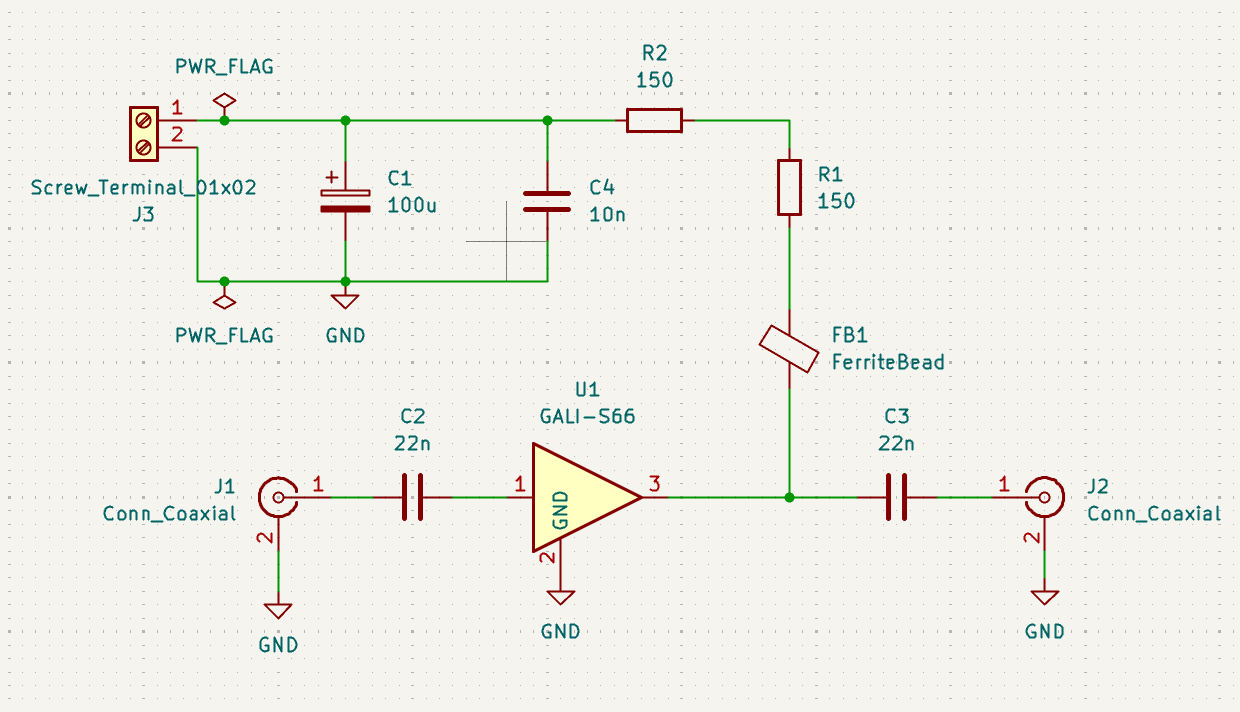 R2
150
PWR_FLAG
1
2
Screw_Terminal_01x02
J3
+
C1
100u
C4
10n
R1
150
PWR_FLAG
GND
FB1
FerriteBead
U1
GALI-S66
C2
22n
C3
22n
J1
Conn_Coaxial
1
2
GND
1
GND
2
3
GND
1
J2
Conn_Coaxial
2
GND